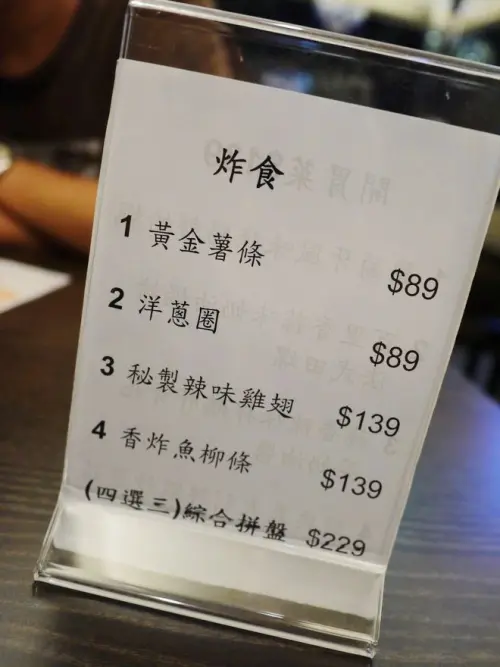 炸食
1 黃金薯條 $89
2 洋蔥圈 $89
3 秘製辣味雞翅 $139
4 香炸魚柳條 $139
(四選三)綜合拼盤 $229